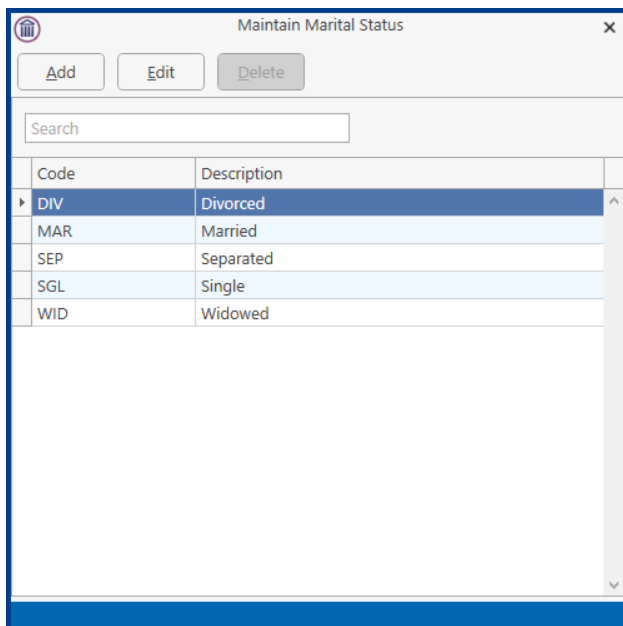 Maintain Marital Status
Add Edit Delete
Search
Code Description
DIV Divorced
MAR Married
SEP Separated
SGL Single
WID Widowed